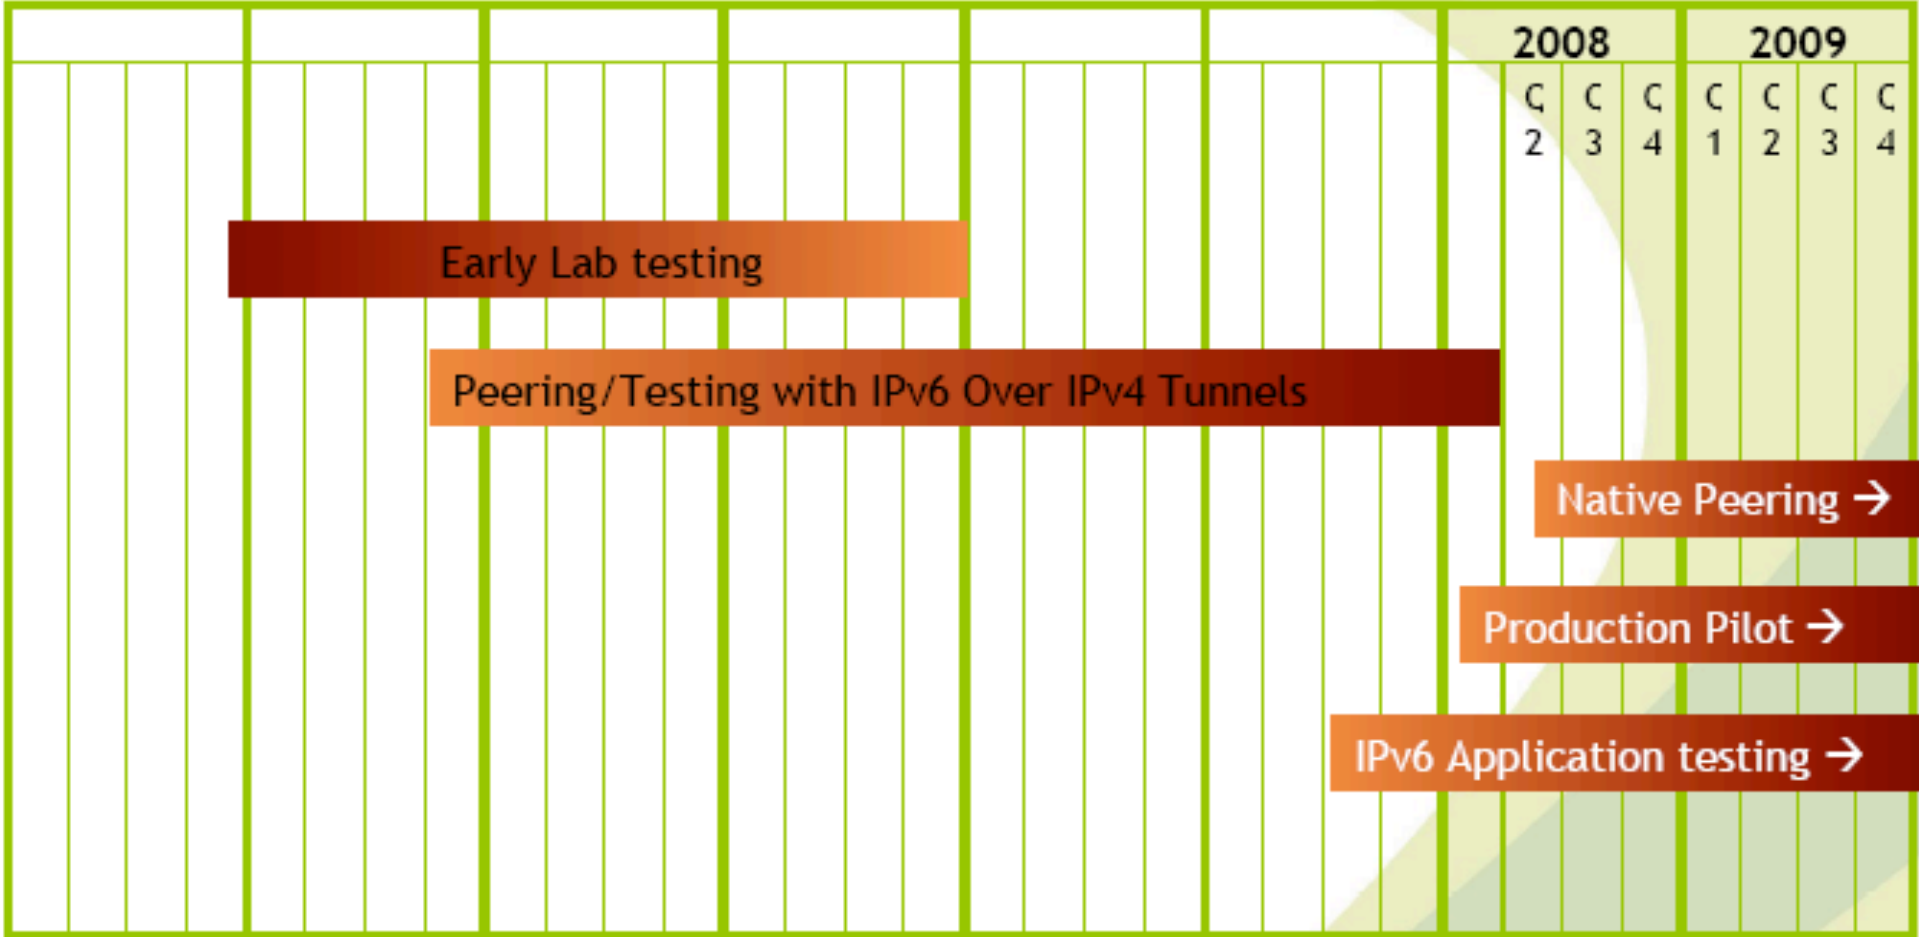 2008 2009
Q C C C C C C
2 3 4 1 2 3 4
Early Lab testing
Peering/Testing with IPv6 Over IPv4 Tunnels
Native Peering →
Production Pilot →
IPv6 Application testing →